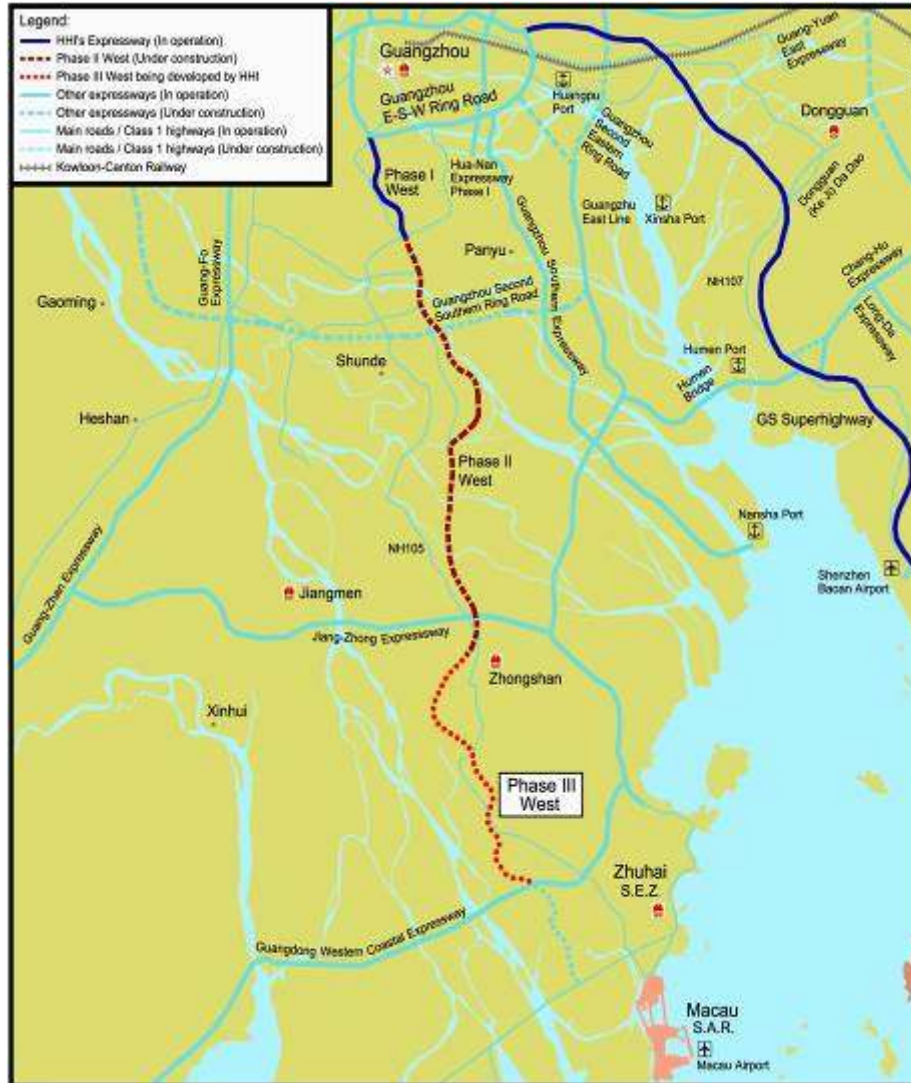 Legend:
HHI's Expressway (In operation)
Phase II West (Under construction)
Phase III West being developed by HHI
Other expressways (In operation)
Other expressways (Under construction)
Main roads / Class 1 highways (In operation)
Main roads / Class 1 highways (Under construction)
Kowloon-Canton Railway
Guangzhou
Guangzhou
E-S-W Ring Road
Huangpu
Port
Guang-Yuan
East
Expressway
Dongguan
Guangzhou
Second
Eastern
Ring Road
Phase I
West
Hua-Nan
Expressway
Phase I
Guangzhu
East Line
Xinsha Port
Dongguan
(Ke Ji) Da Dao
Guang-Fo
Expressway
Panyu
Guangzhou Southern Expressway
NH107
Chang-Hu
Expressway
Gaoming
Guangzhou Second
Southern Ring Road
Long-Da
Expressway
Shunde
Humen Port
Humen
Bridge
Heshan
GS Superhighway
Phase II
West
Nansha Port
Guang-Zhan Expressway
NH105
Shenzhen
Baoan Airport
Jiangmen
Jiang-Zhong Expressway
Zhongshan
Xinhui
Phase III
West
Zhuhai
S.E.Z.
Guangdong Western Coastal Expressway
Macau
S.A.R.
Macau Airport